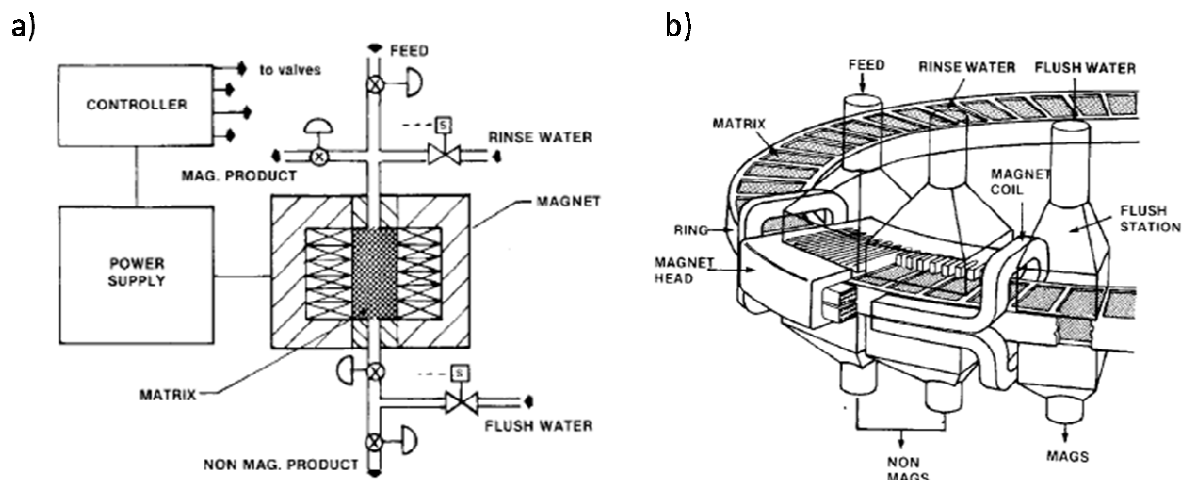 a)
FEED
to valves
CONTROLLER
S
RINSE WATER
MAG. PRODUCT
MAGNET
POWER
SUPPLY
S
MATRIX
FLUSH WATER
NON MAG. PRODUCT
b)
FEED
RINSE WATER
FLUSH WATER
MATRIX
MAGNET
COIL
FLUSH
STATION
RING
MAGNET
HEAD
NON
MAGS
MAGS